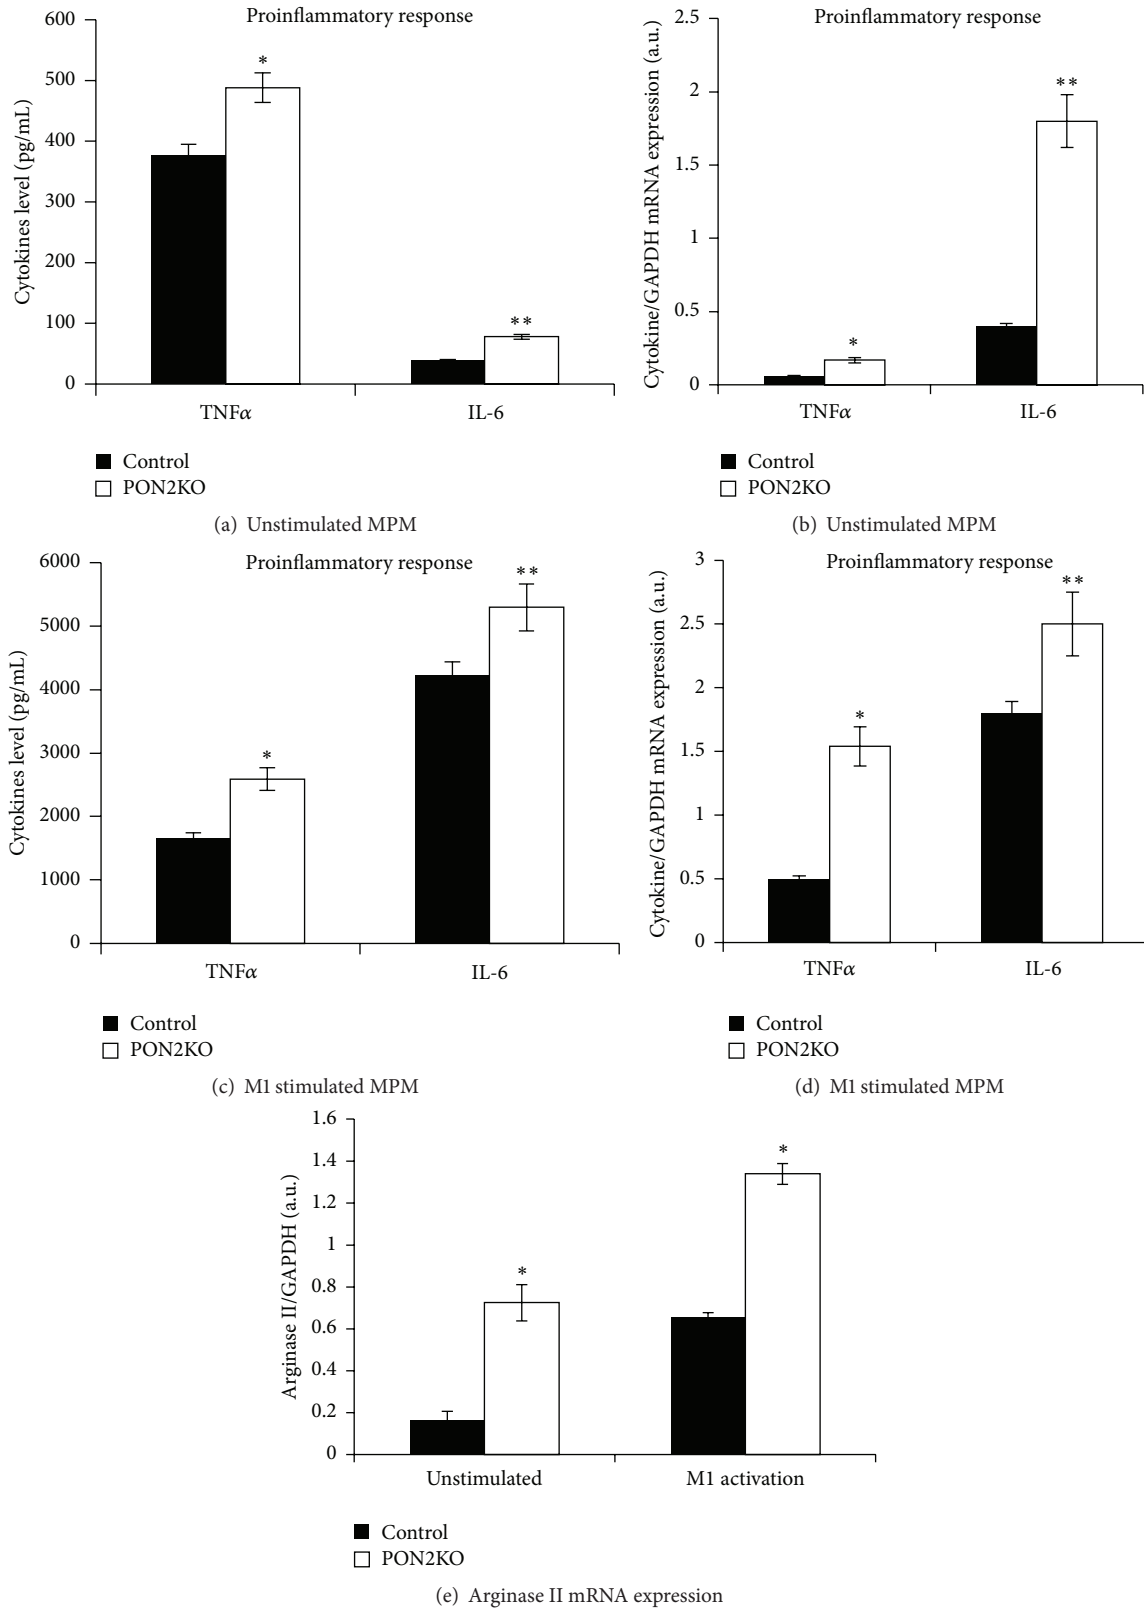 Proinflammatory response
Cytokines level (pg/mL)
600
500
400
300
200
100
0
*
**
TNFα IL-6
Control
PON2KO
(a) Unstimulated MPM
Proinflammatory response
Cytokine/GAPDH mRNA expression (a.u.)
2.5
2
1.5
1
0.5
0
*
**
TNFα IL-6
Control
PON2KO
(b) Unstimulated MPM
Proinflammatory response
Cytokines level (pg/mL)
6000
5000
4000
3000
2000
1000
0
*
**
TNFα IL-6
Control
PON2KO
(c) M1 stimulated MPM
Proinflammatory response
Cytokine/GAPDH mRNA expression (a.u.)
3
2.5
2
1.5
1
0.5
0
*
**
TNFα IL-6
Control
PON2KO
(d) M1 stimulated MPM
Arginase II/GAPDH (a.u.)
1.6
1.4
1.2
1
0.8
0.6
0.4
0.2
0
*
*
Unstimulated M1 activation
Control
PON2KO
(e) Arginase II mRNA expression